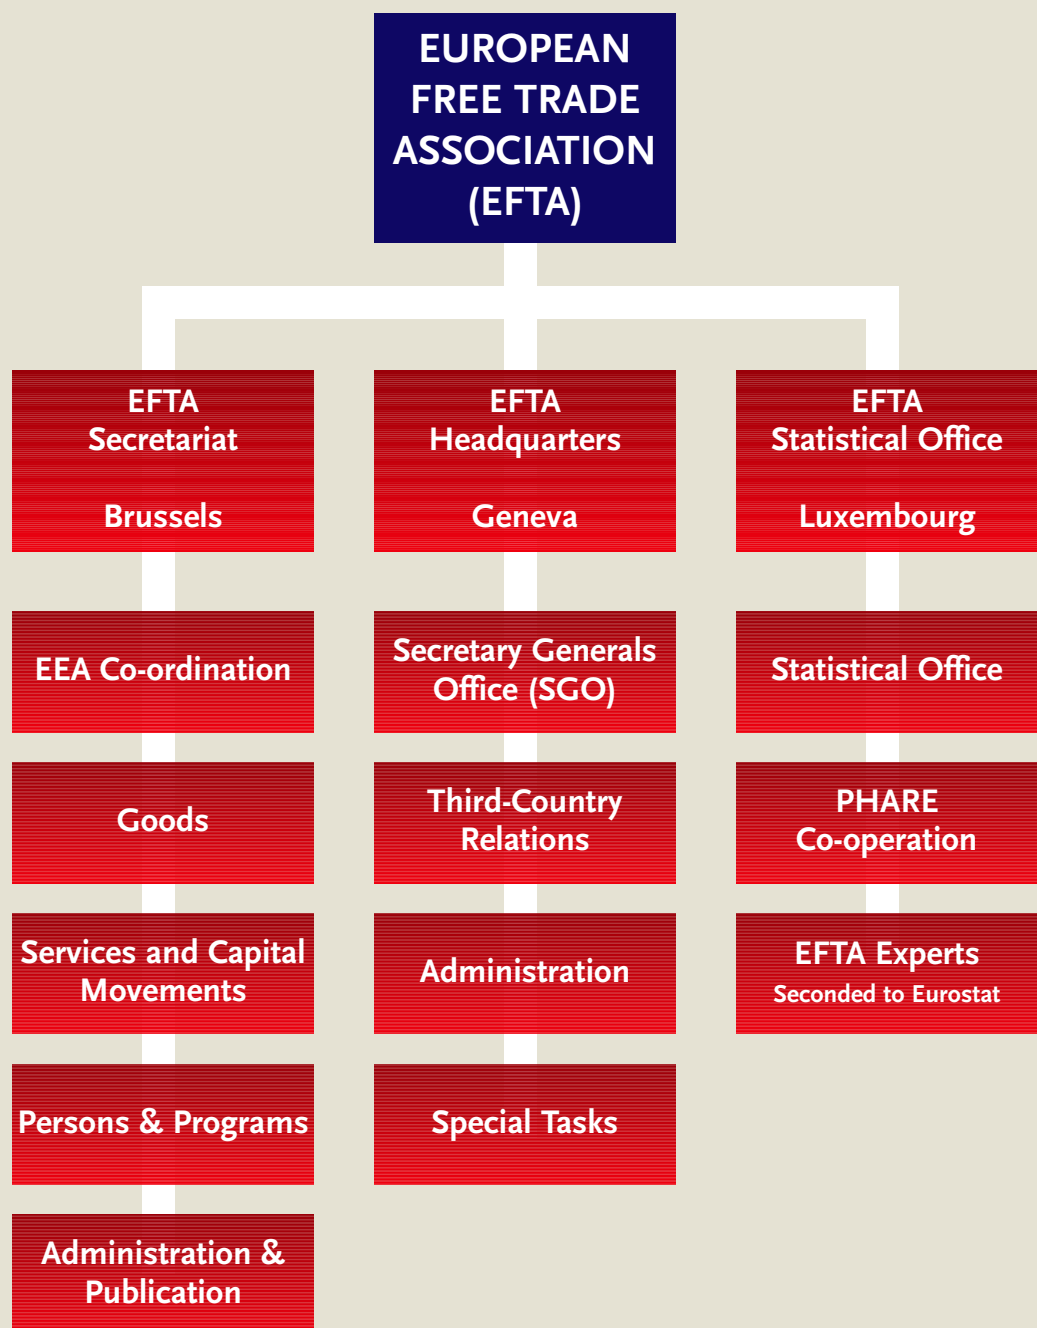 EUROPEAN
FREE TRADE
ASSOCIATION
(EFTA)
EFTA
Secretariat
Brussels
EEA Co-ordination
Goods
Services and Capital
Movements
Persons & Programs
Administration &
Publication
EFTA
Headquarters
Geneva
Secretary Generals
Office (SGO)
Third-Country
Relations
Administration
Special Tasks
EFTA
Statistical Office
Luxembourg
Statistical Office
PHARE
Co-operation
EFTA Experts
Seconded to Eurostat